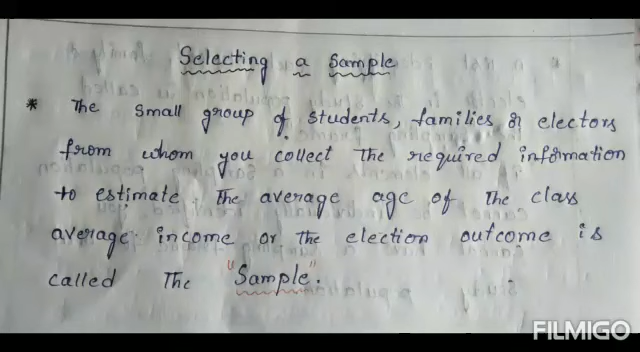 Selecting a Sample
* The small group of students, families or electors
from whom you collect The required information
to estimate The average age of The class
average income or The election outcome is
called The "Sample".
FILMIGO